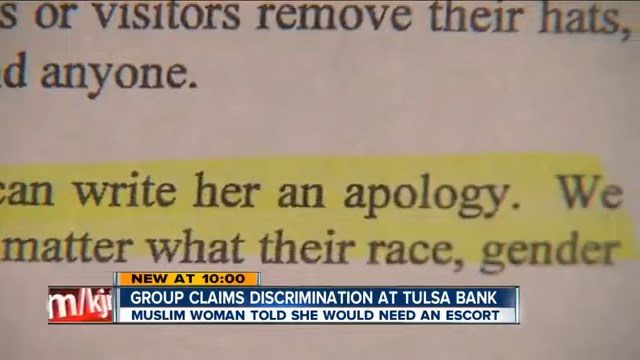 s or visitors remove their hats,
d anyone.
can write her an apology. We
matter what their race, gender
NEW AT 10:00
m/kjr GROUP CLAIMS DISCRIMINATION AT TULSA BANK
MUSLIM WOMAN TOLD SHE WOULD NEED AN ESCORT